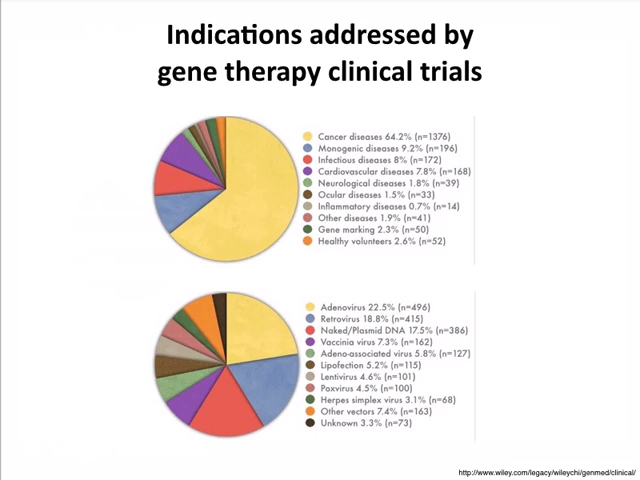 Indications addressed by
gene therapy clinical trials
Cancer diseases 64.2% (n=1376)
Monogenic diseases 9.2% (n=196)
Infectious diseases 8% (n=172)
Cardiovascular diseases 7.8% (n=168)
Neurological diseases 1.8% (n=39)
Ocular diseases 1.5% (n=33)
Inflammatory diseases 0.7% (n=14)
Other diseases 1.9% (n=41)
Gene marking 2.3% (n=50)
Healthy volunteers 2.6% (n=52)
Adenovirus 22.5% (n=496)
Retrovirus 18.8% (n=415)
Naked/Plasmid DNA 17.5% (n=386)
Vaccinia virus 7.3% (n=162)
Adeno-associated virus 5.8% (n=127)
Lipofection 5.2% (n=115)
Lentivirus 4.6% (n=101)
Poxvirus 4.5% (n=100)
Herpes simplex virus 3.1% (n=68)
Other vectors 7.4% (n=163)
Unknown 3.3% (n=73)
http://www.wiley.com/legacy/wileychi/genmed/clinical/